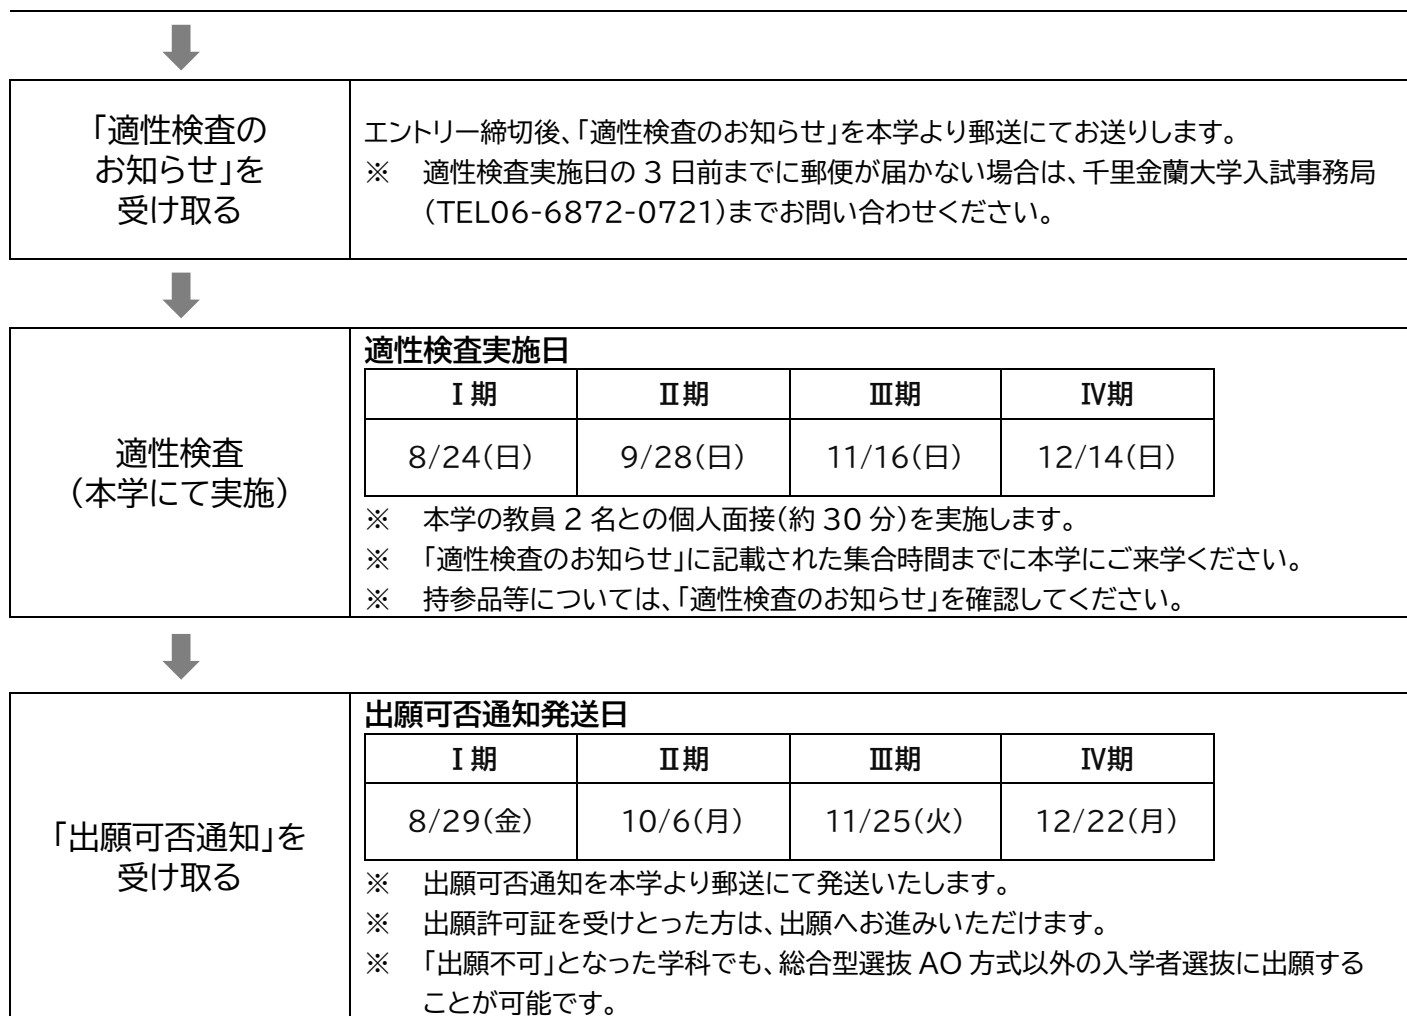 「適性検査の
お知らせ」を
受け取る
エントリー締切後、「適性検査のお知らせ」を本学より郵送にてお送りします。
※ 適性検査実施日の 3 日前までに郵便が届かない場合は、千里金蘭大学入試事務局
（TEL06-6872-0721）までお問い合わせください。
適性検査
（本学にて実施）
適性検査実施日
Ⅰ期 Ⅱ期 Ⅲ期 Ⅳ期
8/24（日） 9/28（日） 11/16（日） 12/14（日）
※ 本学の教員 2 名との個人面接（約 30 分）を実施します。
※ 「適性検査のお知らせ」に記載された集合時間までに本学にご来学ください。
※ 持参品等については、「適性検査のお知らせ」を確認してください。
「出願可否通知」を
受け取る
出願可否通知発送日
Ⅰ期 Ⅱ期 Ⅲ期 Ⅳ期
8/29（金） 10/6（月） 11/25（火） 12/22（月）
※ 出願可否通知を本学より郵送にて発送いたします。
※ 出願許可証を受けとった方は、出願へお進みいただけます。
※ 「出願不可」となった学科でも、総合型選抜 AO 方式以外の入学者選抜に出願する
ことが可能です。